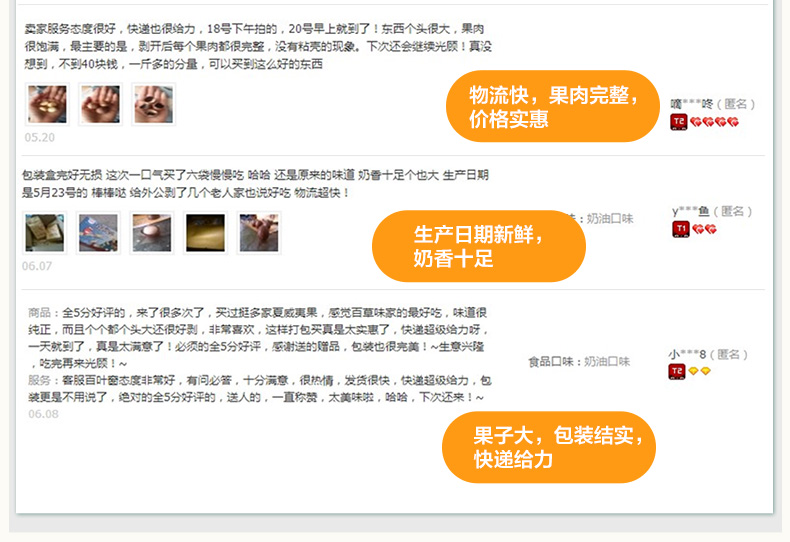 卖家服务态度很好，快递也很给力，18号下午拍的，20号早上就到了！东西个头很大，果肉
很饱满，最主要的是，剥开后每个果肉都很完整，没有粘壳的现象。下次还会继续光顾！真没
想到，不到40块钱，一斤多的分量，可以买到这么好的东西
物流快，果肉完整，
价格实惠
嘀***咚（匿名）
T2
05.20
包装盒完好无损 这次一口气买了六袋慢慢吃 哈哈 还是原来的味道 奶香十足个也大 生产日期
是5月23号的 棒棒哒 给外公剥了几个老人家也说好吃 物流超快！
生产日期新鲜，
奶香十足
：奶油口味
y***鱼（匿名）
T1
06.07
商品：全5分好评的，来了很多次了，买过挺多家夏威夷果，感觉百草味家的最好吃，味道很
纯正，而且个个都个头大还很好剥，非常喜欢，这样打包买真是太实惠了，快递超级给力呀，
一天就到了，真是太满意了！必须的全5分好评，感谢送的赠品，包装也很完美！~生意兴隆
，吃完再来光顾！~
服务：客服百叶窗态度非常好，有问必答，十分满意，很热情，发货很快，快递超级给力，包
装更是不用说了，绝对的全5分好评的，送人的，一直称赞，太美味啦，哈哈，下次还来！~
食品口味：奶油口味
小***8（匿名）
T2
06.08
果子大，包装结实，
快递给力